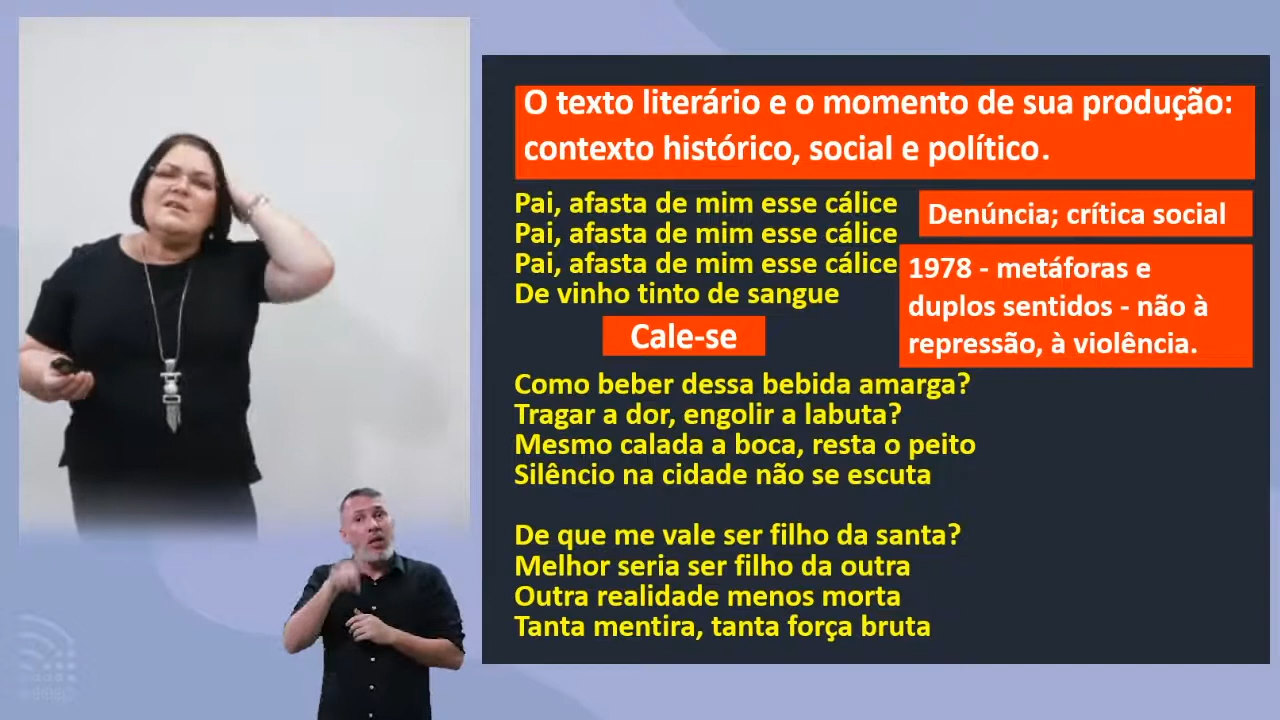 O texto literário e o momento de sua produção:
contexto histórico, social e político.
Pai, afasta de mim esse cálice
Pai, afasta de mim esse cálice
Pai, afasta de mim esse cálice
De vinho tinto de sangue
Denúncia; crítica social
1978 - metáforas e
duplos sentidos - não à
repressão, à violência.
Cale-se
Como beber dessa bebida amarga?
Tragar a dor, engolir a labuta?
Mesmo calada a boca, resta o peito
Silêncio na cidade não se escuta
De que me vale ser filho da santa?
Melhor seria ser filho da outra
Outra realidade menos morta
Tanta mentira, tanta força bruta